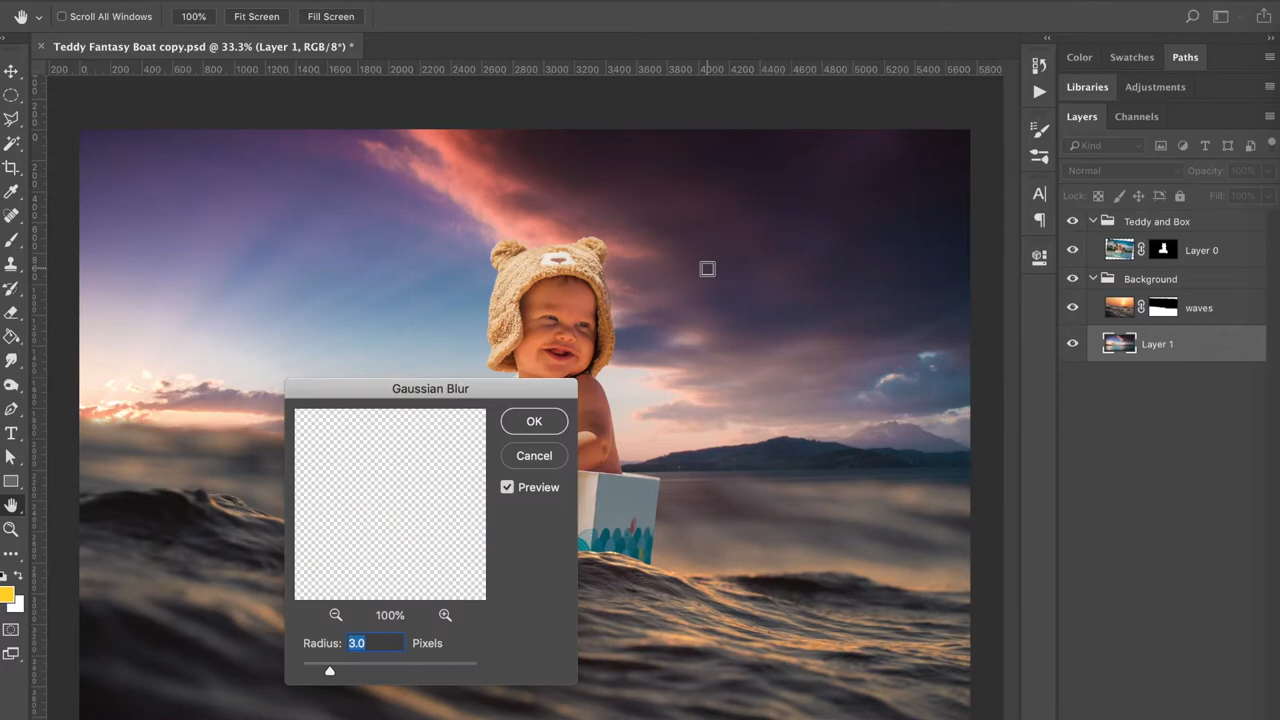 Scroll All Windows 100% Fit Screen Fill Screen
Teddy Fantasy Boat copy.psd @ 33.3% (Layer 1, RGB/8*) *
200 0 200 400 600 800 1000 1200 1400 1600 1800 2000 2200 2400 2600 2800 3000 3200 3400 3600 3800 4000 4200 4400 4600 4800 5000 5200 5400 5600 5800
Color Swatches Paths
Libraries Adjustments
Layers Channels
Kind
Normal Opacity 100%
Lock: Fill: 100%
Teddy and Box
Layer 0
Background
waves
Layer 1
Gaussian Blur
OK
Cancel
Preview
100%
Radius: 3.0 Pixels